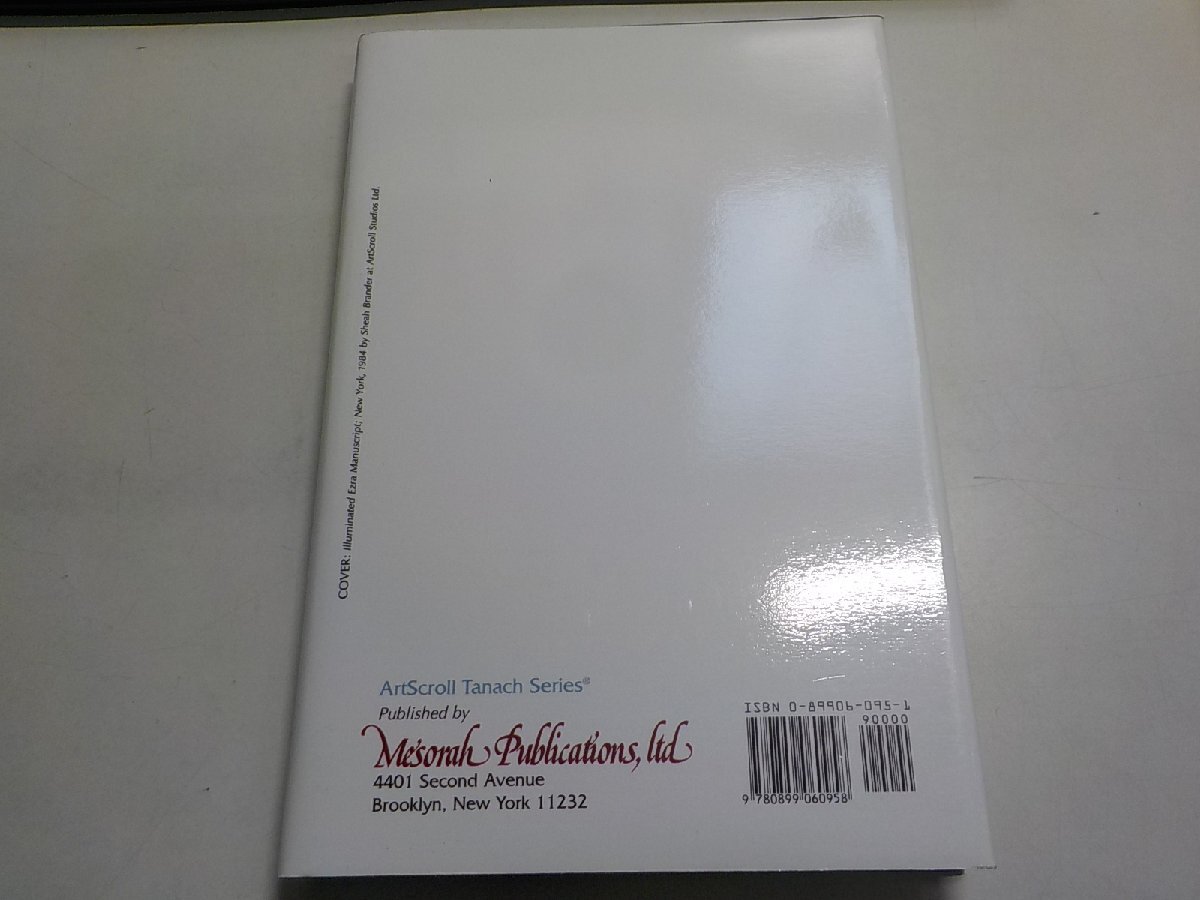 COVER: Illuminated Ezra Manuscript; New York, 1984 by Sheah Brander at ArtScroll Studios Ltd.
ArtScroll Tanach Series®
Published by
Mesorah Publications, ltd
4401 Second Avenue
Brooklyn, New York 11232
ISBN 0-89906-095-1
90000
9 780899 060958